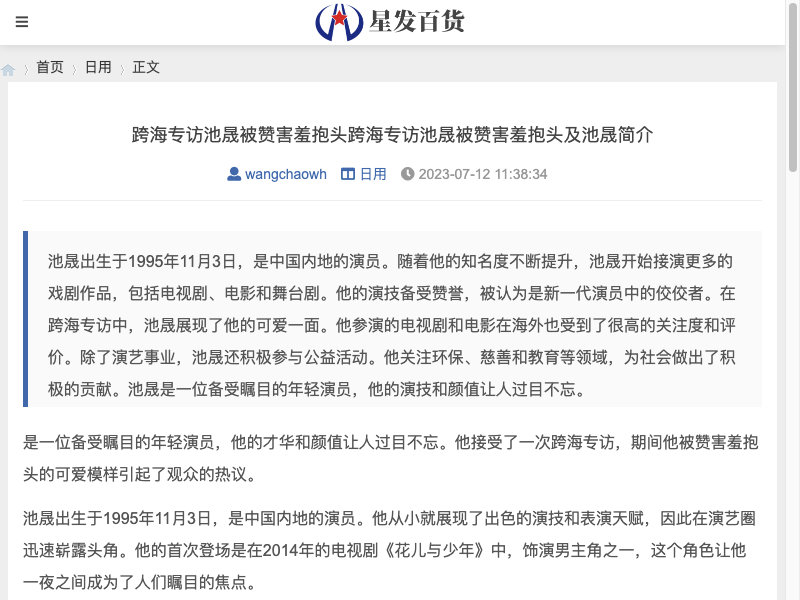 星发百货
首页 日用 正文
跨海专访池晟被赞害羞抱头跨海专访池晟被赞害羞抱头及池晟简介
wangchaowh 日用 2023-07-12 11:38:34
池晟出生于1995年11月3日，是中国内地的演员。随着他的知名度不断提升，池晟开始接演更多的
戏剧作品，包括电视剧、电影和舞台剧。他的演技备受赞誉，被认为是新一代演员中的佼佼者。在
跨海专访中，池晟展现了他的可爱一面。他参演的电视剧和电影在海外也受到了很高的关注度和评
价。除了演艺事业，池晟还积极参与公益活动。他关注环保、慈善和教育等领域，为社会做出了积
极的贡献。池晟是一位备受瞩目的年轻演员，他的演技和颜值让人过目不忘。
是一位备受瞩目的年轻演员，他的才华和颜值让人过目不忘。他接受了一次跨海专访，期间他被赞害羞抱
头的可爱模样引起了观众的热议。
池晟出生于1995年11月3日，是中国内地的演员。他从小就展现了出色的演技和表演天赋，因此在演艺圈
迅速崭露头角。他的首次登场是在2014年的电视剧《花儿与少年》中，饰演男主角之一，这个角色让他
一夜之间成为了人们瞩目的焦点。